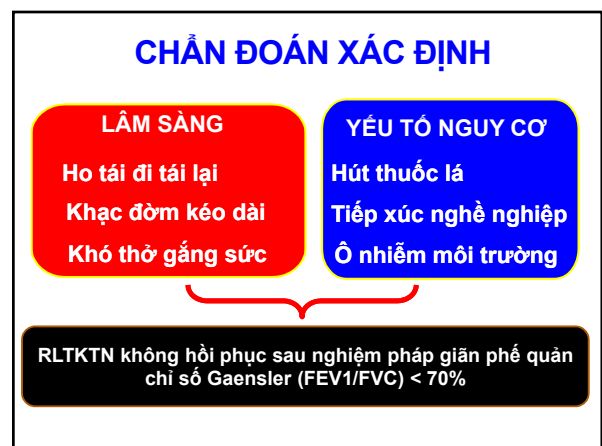 CHẨN ĐOÁN XÁC ĐỊNH
LÂM SÀNG
Ho tái đi tái lại
Khạc đờm kéo dài
Khó thở gắng sức
YẾU TỐ NGUY CƠ
Hút thuốc lá
Tiếp xúc nghề nghiệp
Ô nhiễm môi trường
RLTKTN không hồi phục sau nghiệm pháp giãn phế quản
chỉ số Gaensler (FEV1/FVC) < 70%